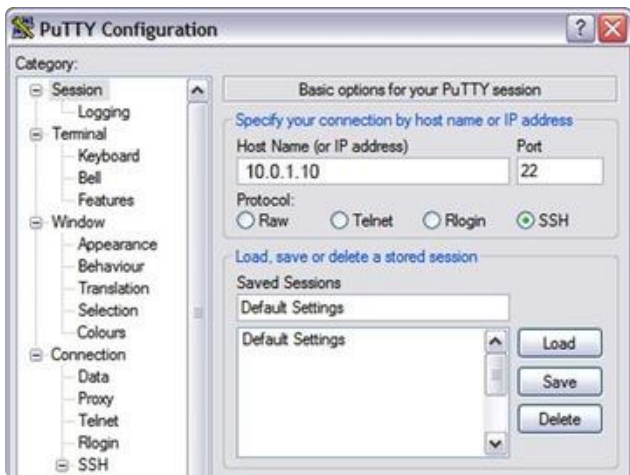 PuTTY Configuration
Category:
Session
Logging
Terminal
Keyboard
Bell
Features
Window
Appearance
Behaviour
Translation
Selection
Colours
Connection
Data
Proxy
Telnet
Rlogin
SSH
Basic options for your PuTTY session
Specify your connection by host name or IP address
Host Name (or IP address)
Port
10.0.1.10
22
Protocol:
Raw
Telnet
Rlogin
SSH
Load, save or delete a stored session
Saved Sessions
Default Settings
Default Settings
Load
Save
Delete